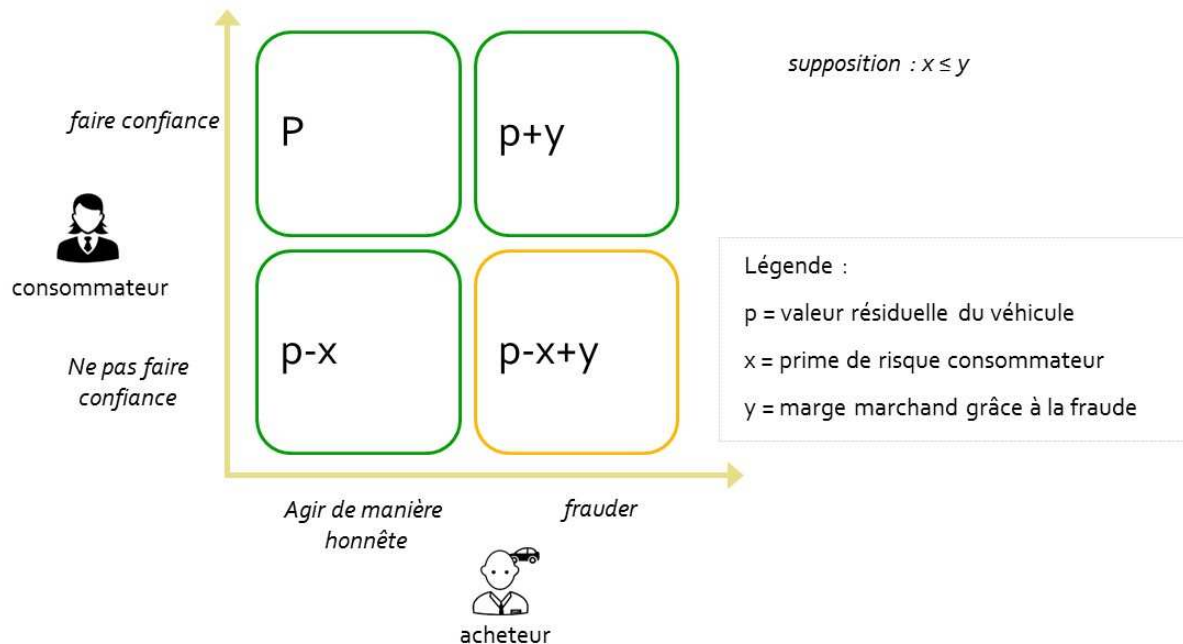 supposition : x ≤ y
faire confiance
P
p+y
consommateur
Légende :
p = valeur résiduelle du véhicule
x = prime de risque consommateur
y = marge marchand grâce à la fraude
Ne pas faire
confiance
p-x
p-x+y
Agir de manière
honnête
frauder
acheteur